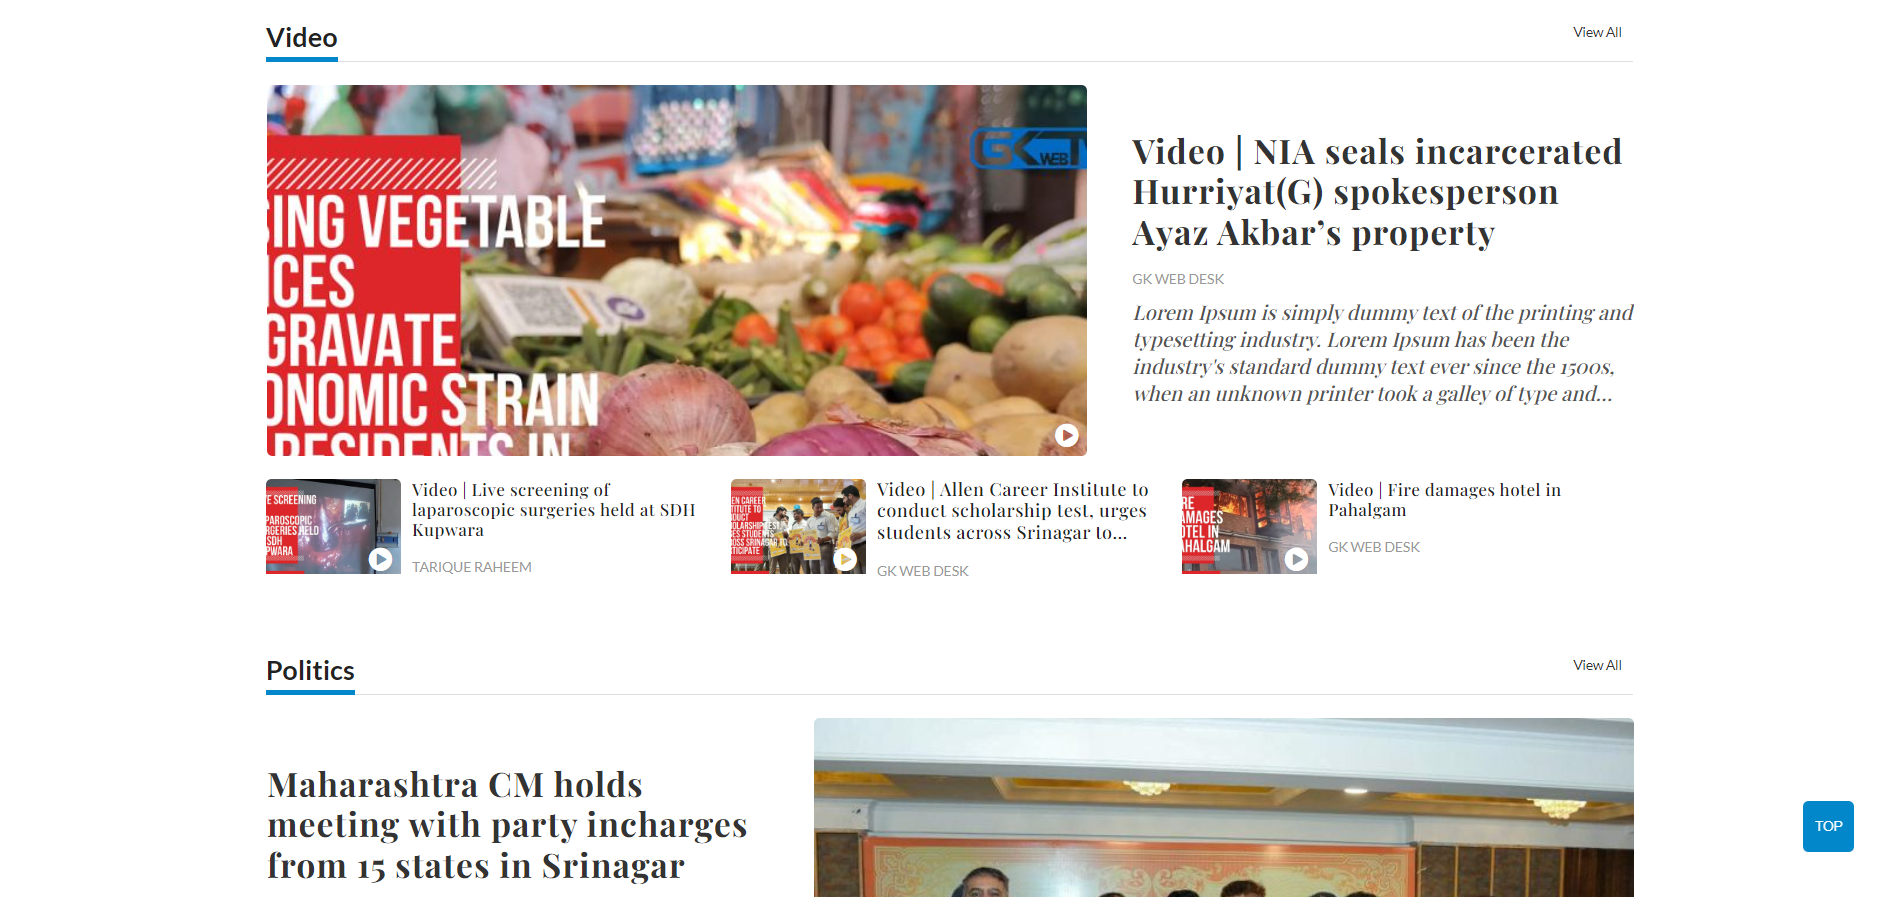 Video
View All
GK WEB TV
ING VEGETABLE
ICES
GRAVATE
ONOMIC STRAIN
RESIDENTS IN
Video | NIA seals incarcerated
Hurriyat(G) spokesperson
Ayaz Akbar’s property
GK WEB DESK
Lorem Ipsum is simply dummy text of the printing and
typesetting industry. Lorem Ipsum has been the
industry's standard dummy text ever since the 1500s,
when an unknown printer took a galley of type and...
E SCREENING
PAROSCOPIC
RGERIES HELD
SDH
PWARA
Video | Live screening of
laparoscopic surgeries held at SDH
Kupwara
TARIQUE RAHEEM
EN CAREER
TITUTE TO
DUCT
OLARSHIP TEST,
GES STUDENTS
OSS SRINAGAR TO
TICIPATE
Video | Allen Career Institute to
conduct scholarship test, urges
students across Srinagar to...
GK WEB DESK
RE
AMAGES
OTEL IN
AHALGAM
Video | Fire damages hotel in
Pahalgam
GK WEB DESK
Politics
View All
Maharashtra CM holds
meeting with party incharges
from 15 states in Srinagar
TOP